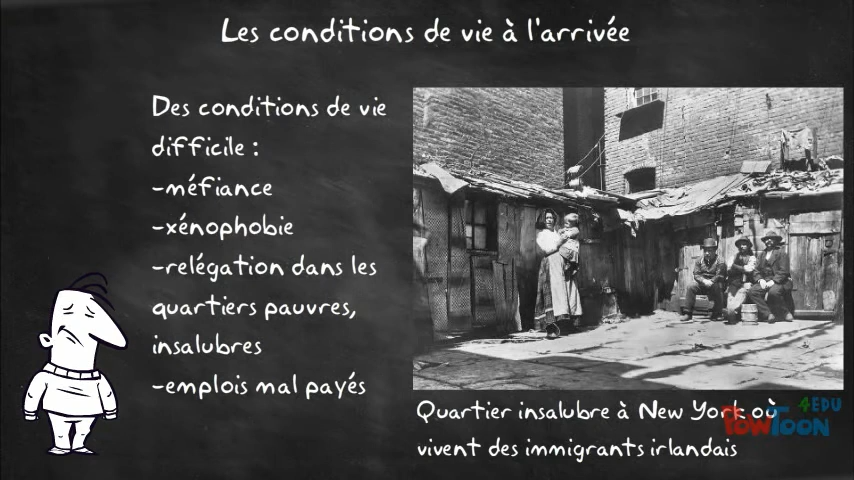 Les conditions de vie à l'arrivée
Des conditions de vie
difficile :
-méfiance
-xénophobie
-relégation dans les
quartiers pauvres,
insalubres
-emplois mal payés
Quartier insalubre à New York où
vivent des immigrants irlandais
4EDU
POWTOON